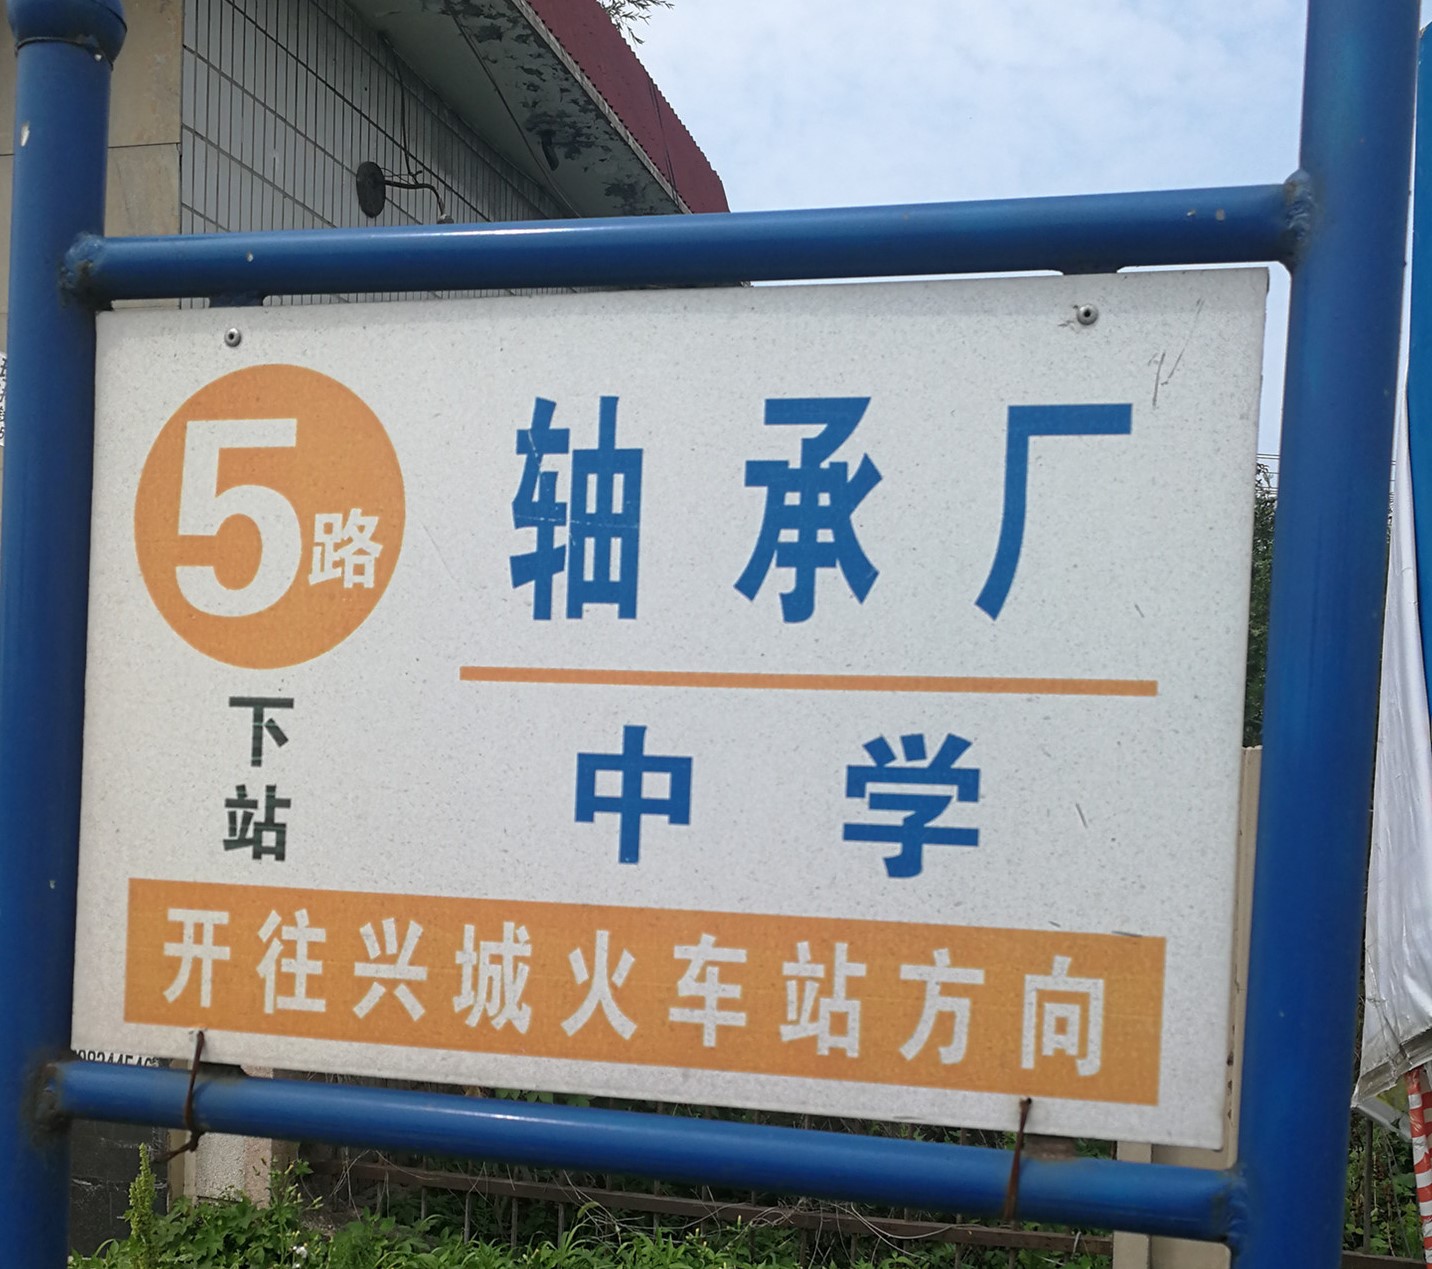 5路
轴承厂
下站
中学
开往兴城火车站方向